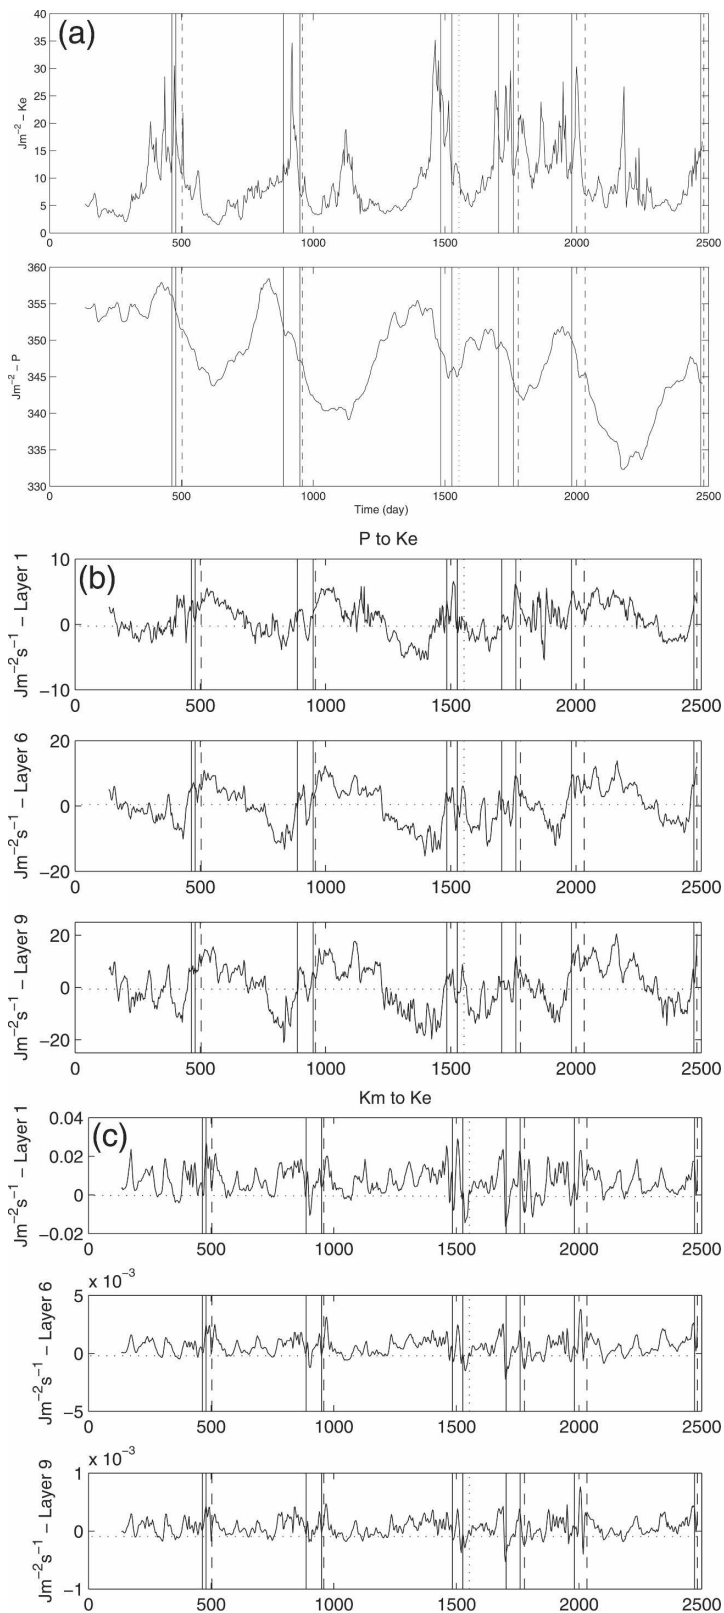 (a)
Jm⁻² – Ke
40
35
30
25
20
15
10
5
0
0 500 1000 1500 2000 2500
Jm⁻² – P
360
355
350
345
340
335
330
0 500 1000 1500 2000 2500
Time (day)
P to Ke
(b)
Jm⁻²s⁻¹ – Layer 1
10
0
−10
0 500 1000 1500 2000 2500
Jm⁻²s⁻¹ – Layer 6
20
0
−20
0 500 1000 1500 2000 2500
Jm⁻²s⁻¹ – Layer 9
20
0
−20
0 500 1000 1500 2000 2500
Km to Ke
(c)
Jm⁻²s⁻¹ – Layer 1
0.04
0.02
0
−0.02
0 500 1000 1500 2000 2500
x 10⁻³
Jm⁻²s⁻¹ – Layer 6
5
0
−5
0 500 1000 1500 2000 2500
x 10⁻³
Jm⁻²s⁻¹ – Layer 9
1
0
−1
0 500 1000 1500 2000 2500